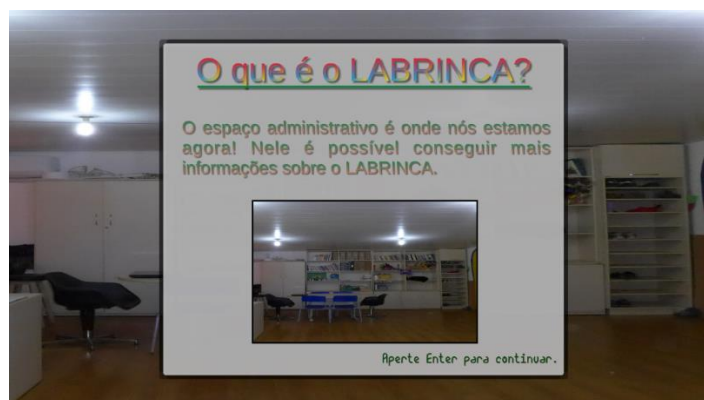 O que é o LABRINCA?
O espaço administrativo é onde nós estamos
agora! Nele é possível conseguir mais
informações sobre o LABRINCA.
Aperte Enter para continuar.